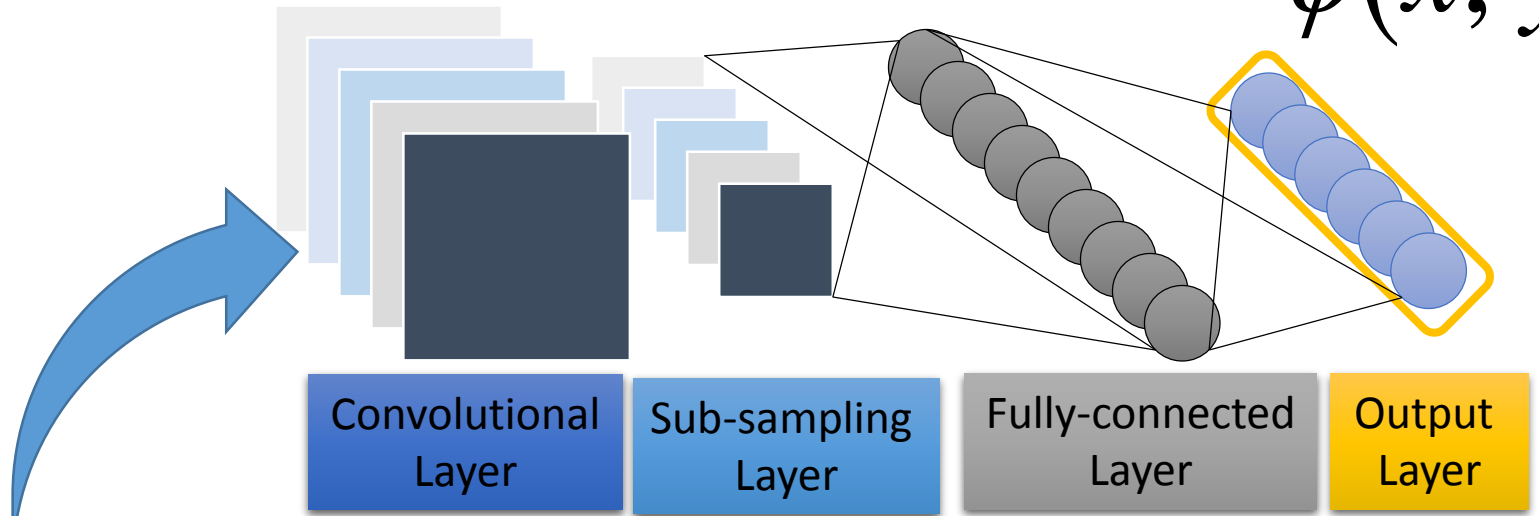 Convolutional
Layer
Sub-sampling
Layer
Fully-connected
Layer
Output
Layer